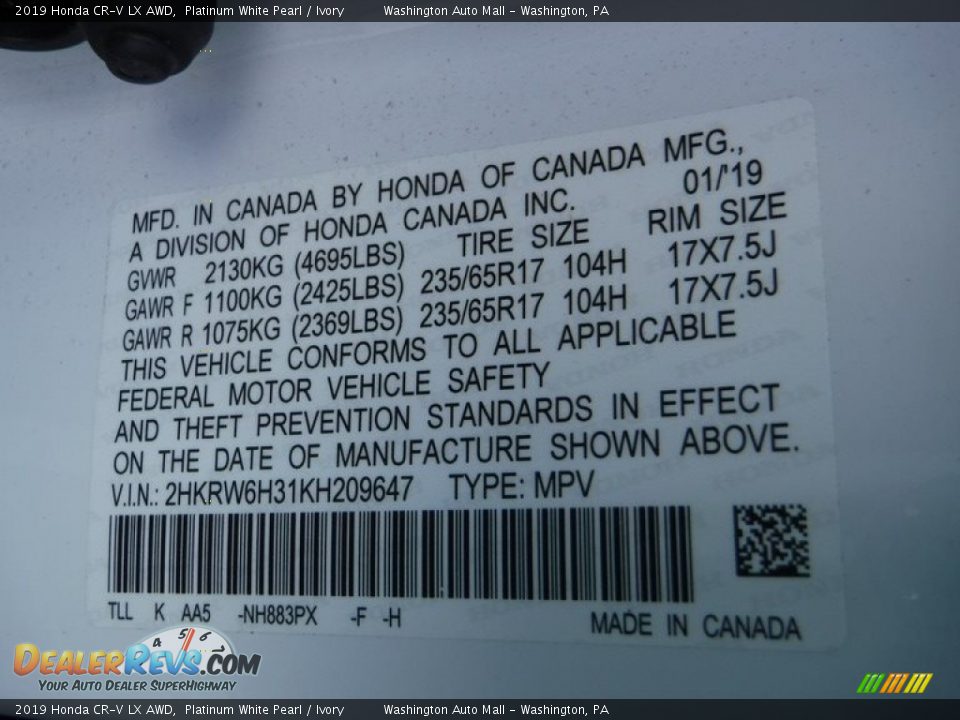 2019 Honda CR-V LX AWD,  Platinum White Pearl / Ivory    Washington Auto Mall - Washington, PA
MFD. IN CANADA BY HONDA OF CANADA MFG.,
A DIVISION OF HONDA CANADA INC.    01/'19
GVWR 2130KG (4695LBS)    TIRE SIZE    RIM SIZE
GAWR F 1100KG (2425LBS) 235/65R17 104H 17X7.5J
GAWR R 1075KG (2369LBS) 235/65R17 104H 17X7.5J
THIS VEHICLE CONFORMS TO ALL APPLICABLE
FEDERAL MOTOR VEHICLE SAFETY
AND THEFT PREVENTION STANDARDS IN EFFECT
ON THE DATE OF MANUFACTURE SHOWN ABOVE.
V.I.N.: 2HKRW6H31KH209647    TYPE: MPV
TLL K AA5 -NH883PX -F -H    MADE IN CANADA
4 5 6
DEALERREVS.COM
YOUR AUTO DEALER SUPERHIGHWAY
2019 Honda CR-V LX AWD,  Platinum White Pearl / Ivory    Washington Auto Mall - Washington, PA